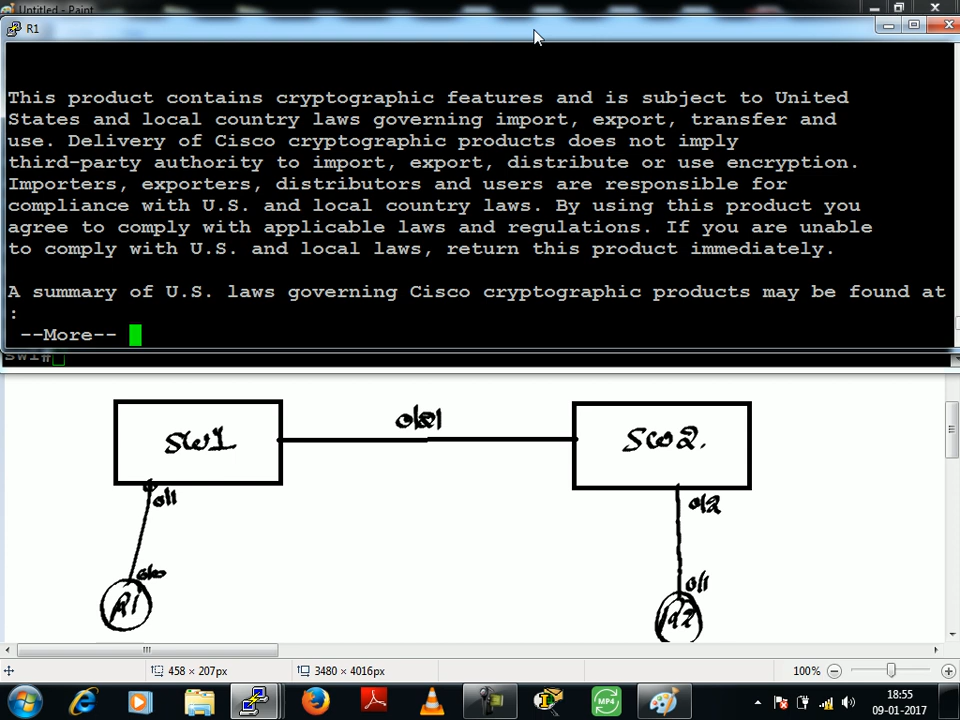 Untitled - Paint
R1
This product contains cryptographic features and is subject to United
States and local country laws governing import, export, transfer and
use. Delivery of Cisco cryptographic products does not imply
third-party authority to import, export, distribute or use encryption.
Importers, exporters, distributors and users are responsible for
compliance with U.S. and local country laws. By using this product you
agree to comply with applicable laws and regulations. If you are unable
to comply with U.S. and local laws, return this product immediately.
A summary of U.S. laws governing Cisco cryptographic products may be found at
:
--More--
SW1#
SW1
SW2.
0/1
0/2
0/0
0/1
R1
R2
458 × 207px
3480 × 4016px
100%
MP4
18:55
09-01-2017